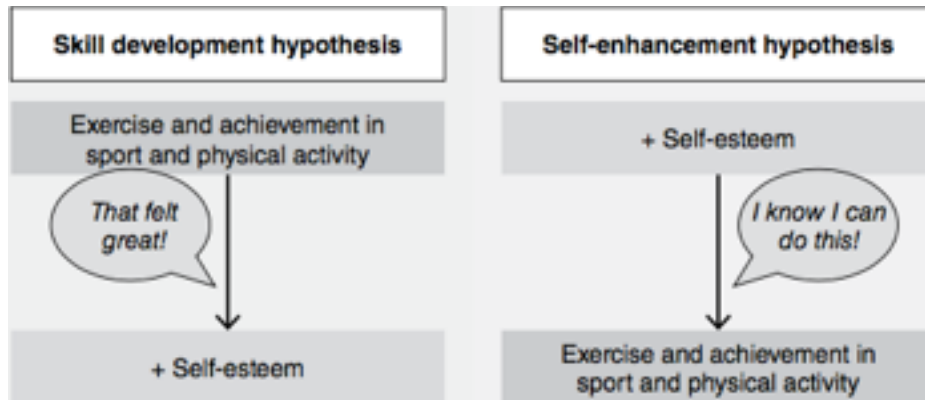 Skill development hypothesis
Exercise and achievement in
sport and physical activity
That felt
great!
+ Self-esteem
Self-enhancement hypothesis
+ Self-esteem
I know I can
do this!
Exercise and achievement in
sport and physical activity